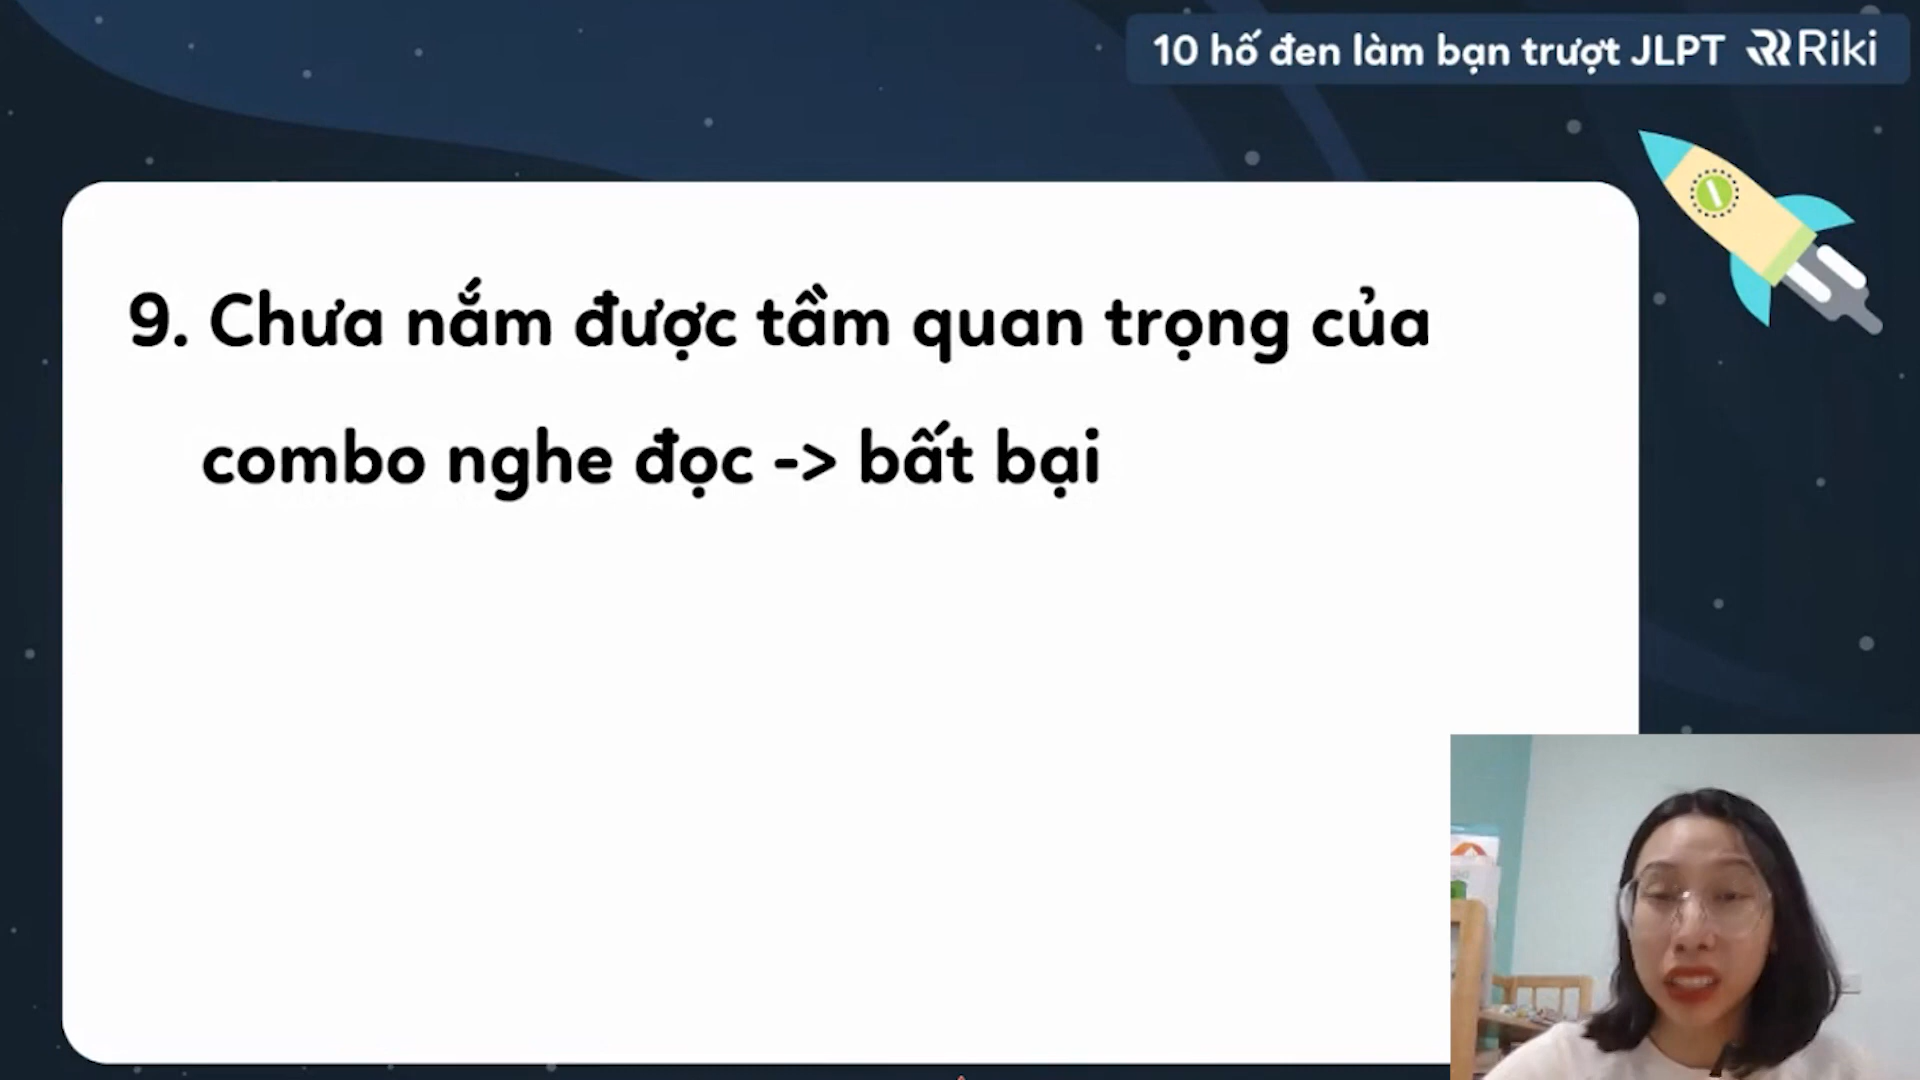 10 hố đen làm bạn trượt JLPT Riki
9. Chưa nắm được tầm quan trọng của
combo nghe đọc -> bất bại